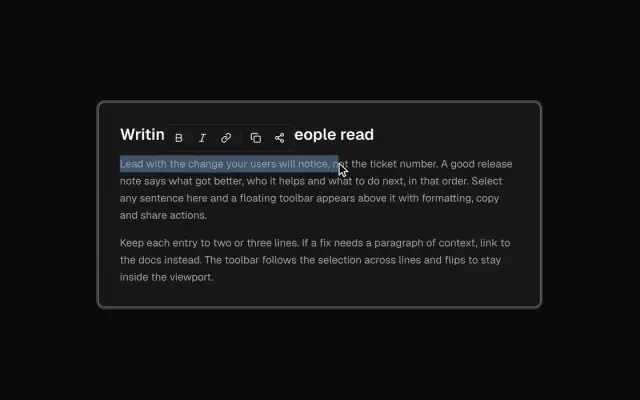 Writin eople read
B I
Lead with the change your users will notice, not the ticket number. A good release
note says what got better, who it helps and what to do next, in that order. Select
any sentence here and a floating toolbar appears above it with formatting, copy
and share actions.
Keep each entry to two or three lines. If a fix needs a paragraph of context, link to
the docs instead. The toolbar follows the selection across lines and flips to stay
inside the viewport.